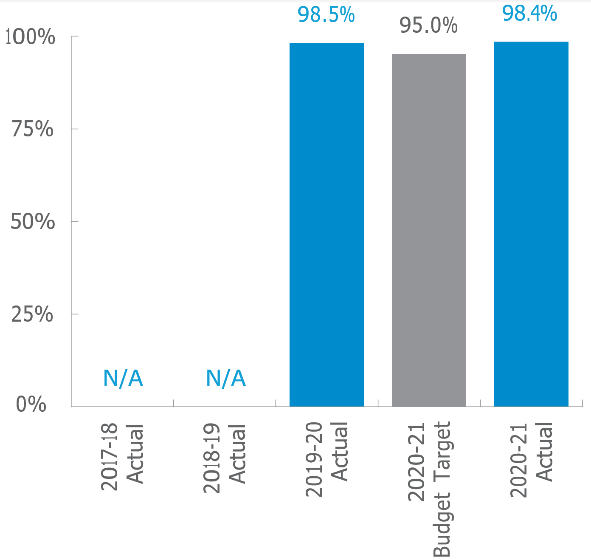 98.5%
95.0%
98.4%
100%
75%
50%
25%
0%
N/A
N/A
2017-18
Actual
2018-19
Actual
2019-20
Actual
2020-21
Budget Target
2020-21
Actual